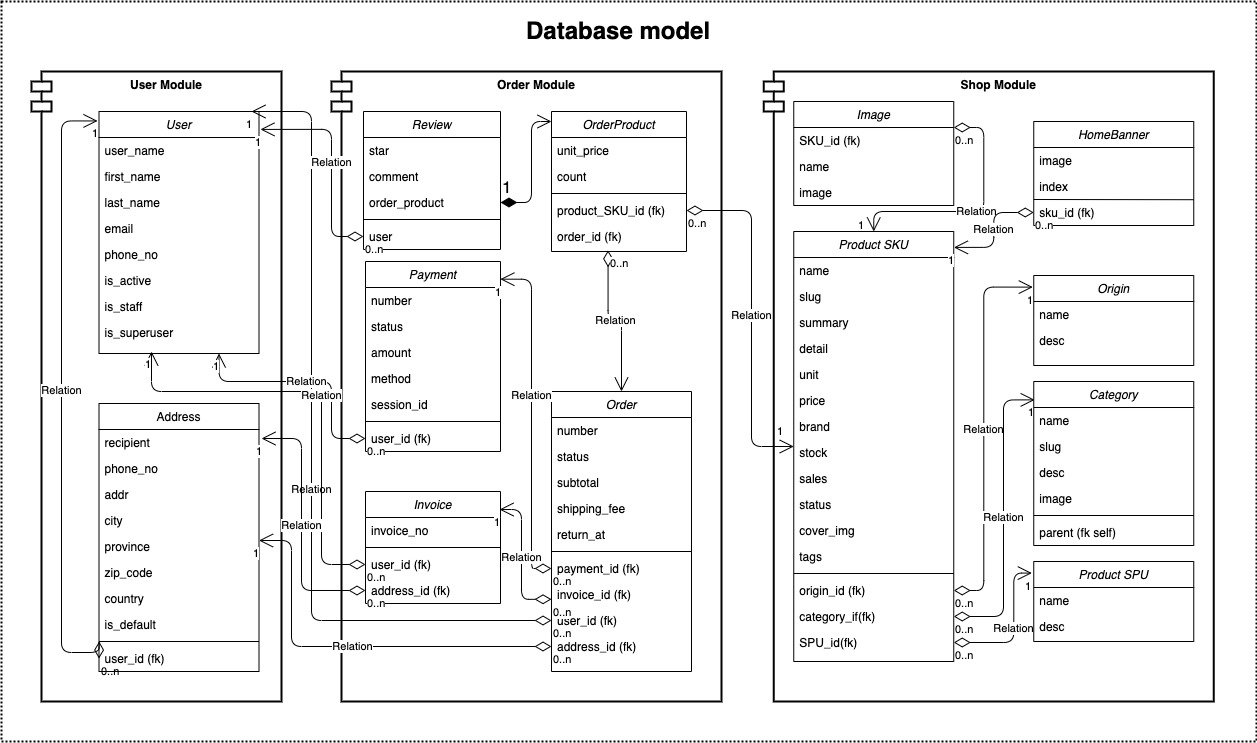 Database model
User Module
User
1
1
1
user_name
first_name
last_name
email
phone_no
is_active
is_staff
is_superuser
1
1
Relation
Address
recipient
phone_no
addr
city
province
zip_code
country
is_default
user_id (fk)
0..n
1
1
Relation
Relation
Relation
Relation
Relation
Relation
Order Module
Review
star
comment
order_product
user
0..n
1
OrderProduct
unit_price
count
product_SKU_id (fk)
order_id (fk)
0..n
0..n
Relation
Payment
number
status
amount
method
session_id
user_id (fk)
0..n
1
Relation
Invoice
invoice_no
user_id (fk)
0..n
address_id (fk)
0..n
1
Relation
Order
number
status
subtotal
shipping_fee
return_at
payment_id (fk)
0..n
invoice_id (fk)
0..n
user_id (fk)
0..n
address_id (fk)
0..n
Relation
1
Shop Module
Image
SKU_id (fk)
name
image
0..n
Relation
1
HomeBanner
image
index
sku_id (fk)
0..n
Relation
Product SKU
1
name
slug
summary
detail
unit
price
brand
stock
sales
status
cover_img
tags
origin_id (fk)
0..n
category_if(fk)
0..n
SPU_id(fk)
0..n
Origin
1
name
desc
Relation
Category
1
name
slug
desc
image
parent (fk self)
Relation
Product SPU
1
name
desc
Relation